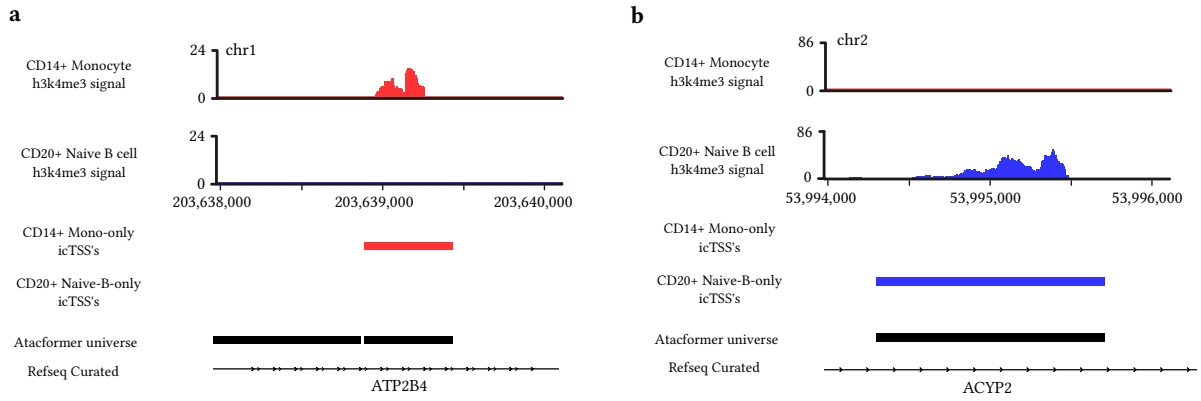 a
24
chr1
CD14+ Monocyte
h3k4me3 signal
0
24
CD20+ Naive B cell
h3k4me3 signal
0
203,638,000
203,639,000
203,640,000
CD14+ Mono-only
icTSS's
CD20+ Naive-B-only
icTSS's
Atacformer universe
Refseq Curated
ATP2B4
b
86
chr2
CD14+ Monocyte
h3k4me3 signal
0
86
CD20+ Naive B cell
h3k4me3 signal
0
53,994,000
53,995,000
53,996,000
CD14+ Mono-only
icTSS's
CD20+ Naive-B-only
icTSS's
Atacformer universe
Refseq Curated
ACYP2